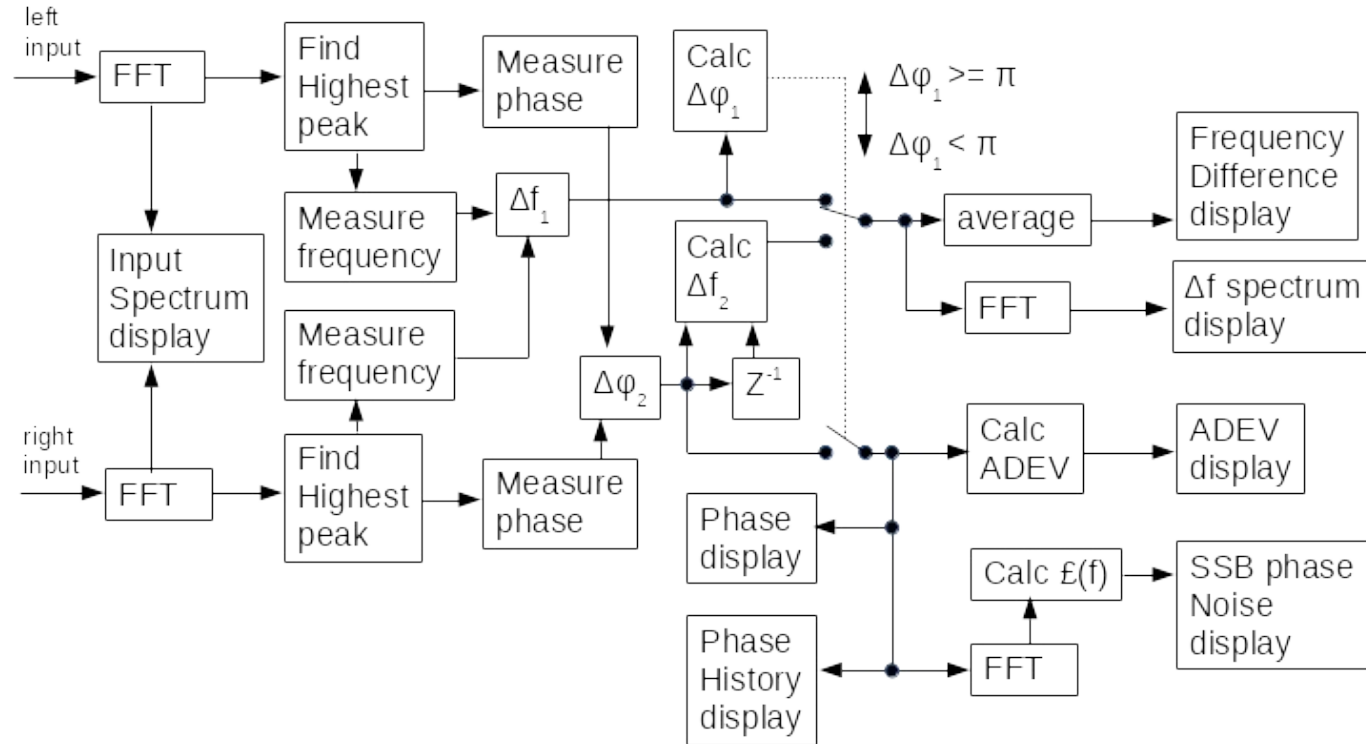 left
input
FFT
Find
Highest
peak
Measure
phase
Calc
Δφ₁
Δφ₁ >= π
Δφ₁ < π
Frequency
Difference
display
Measure
frequency
Δf₁
average
Input
Spectrum
display
Calc
Δf₂
FFT
Δf spectrum
display
Measure
frequency
Δφ₂
Z⁻¹
right
input
FFT
Find
Highest
peak
Measure
phase
Calc
ADEV
ADEV
display
Phase
display
Calc £(f)
SSB phase
Noise
display
Phase
History
display
FFT